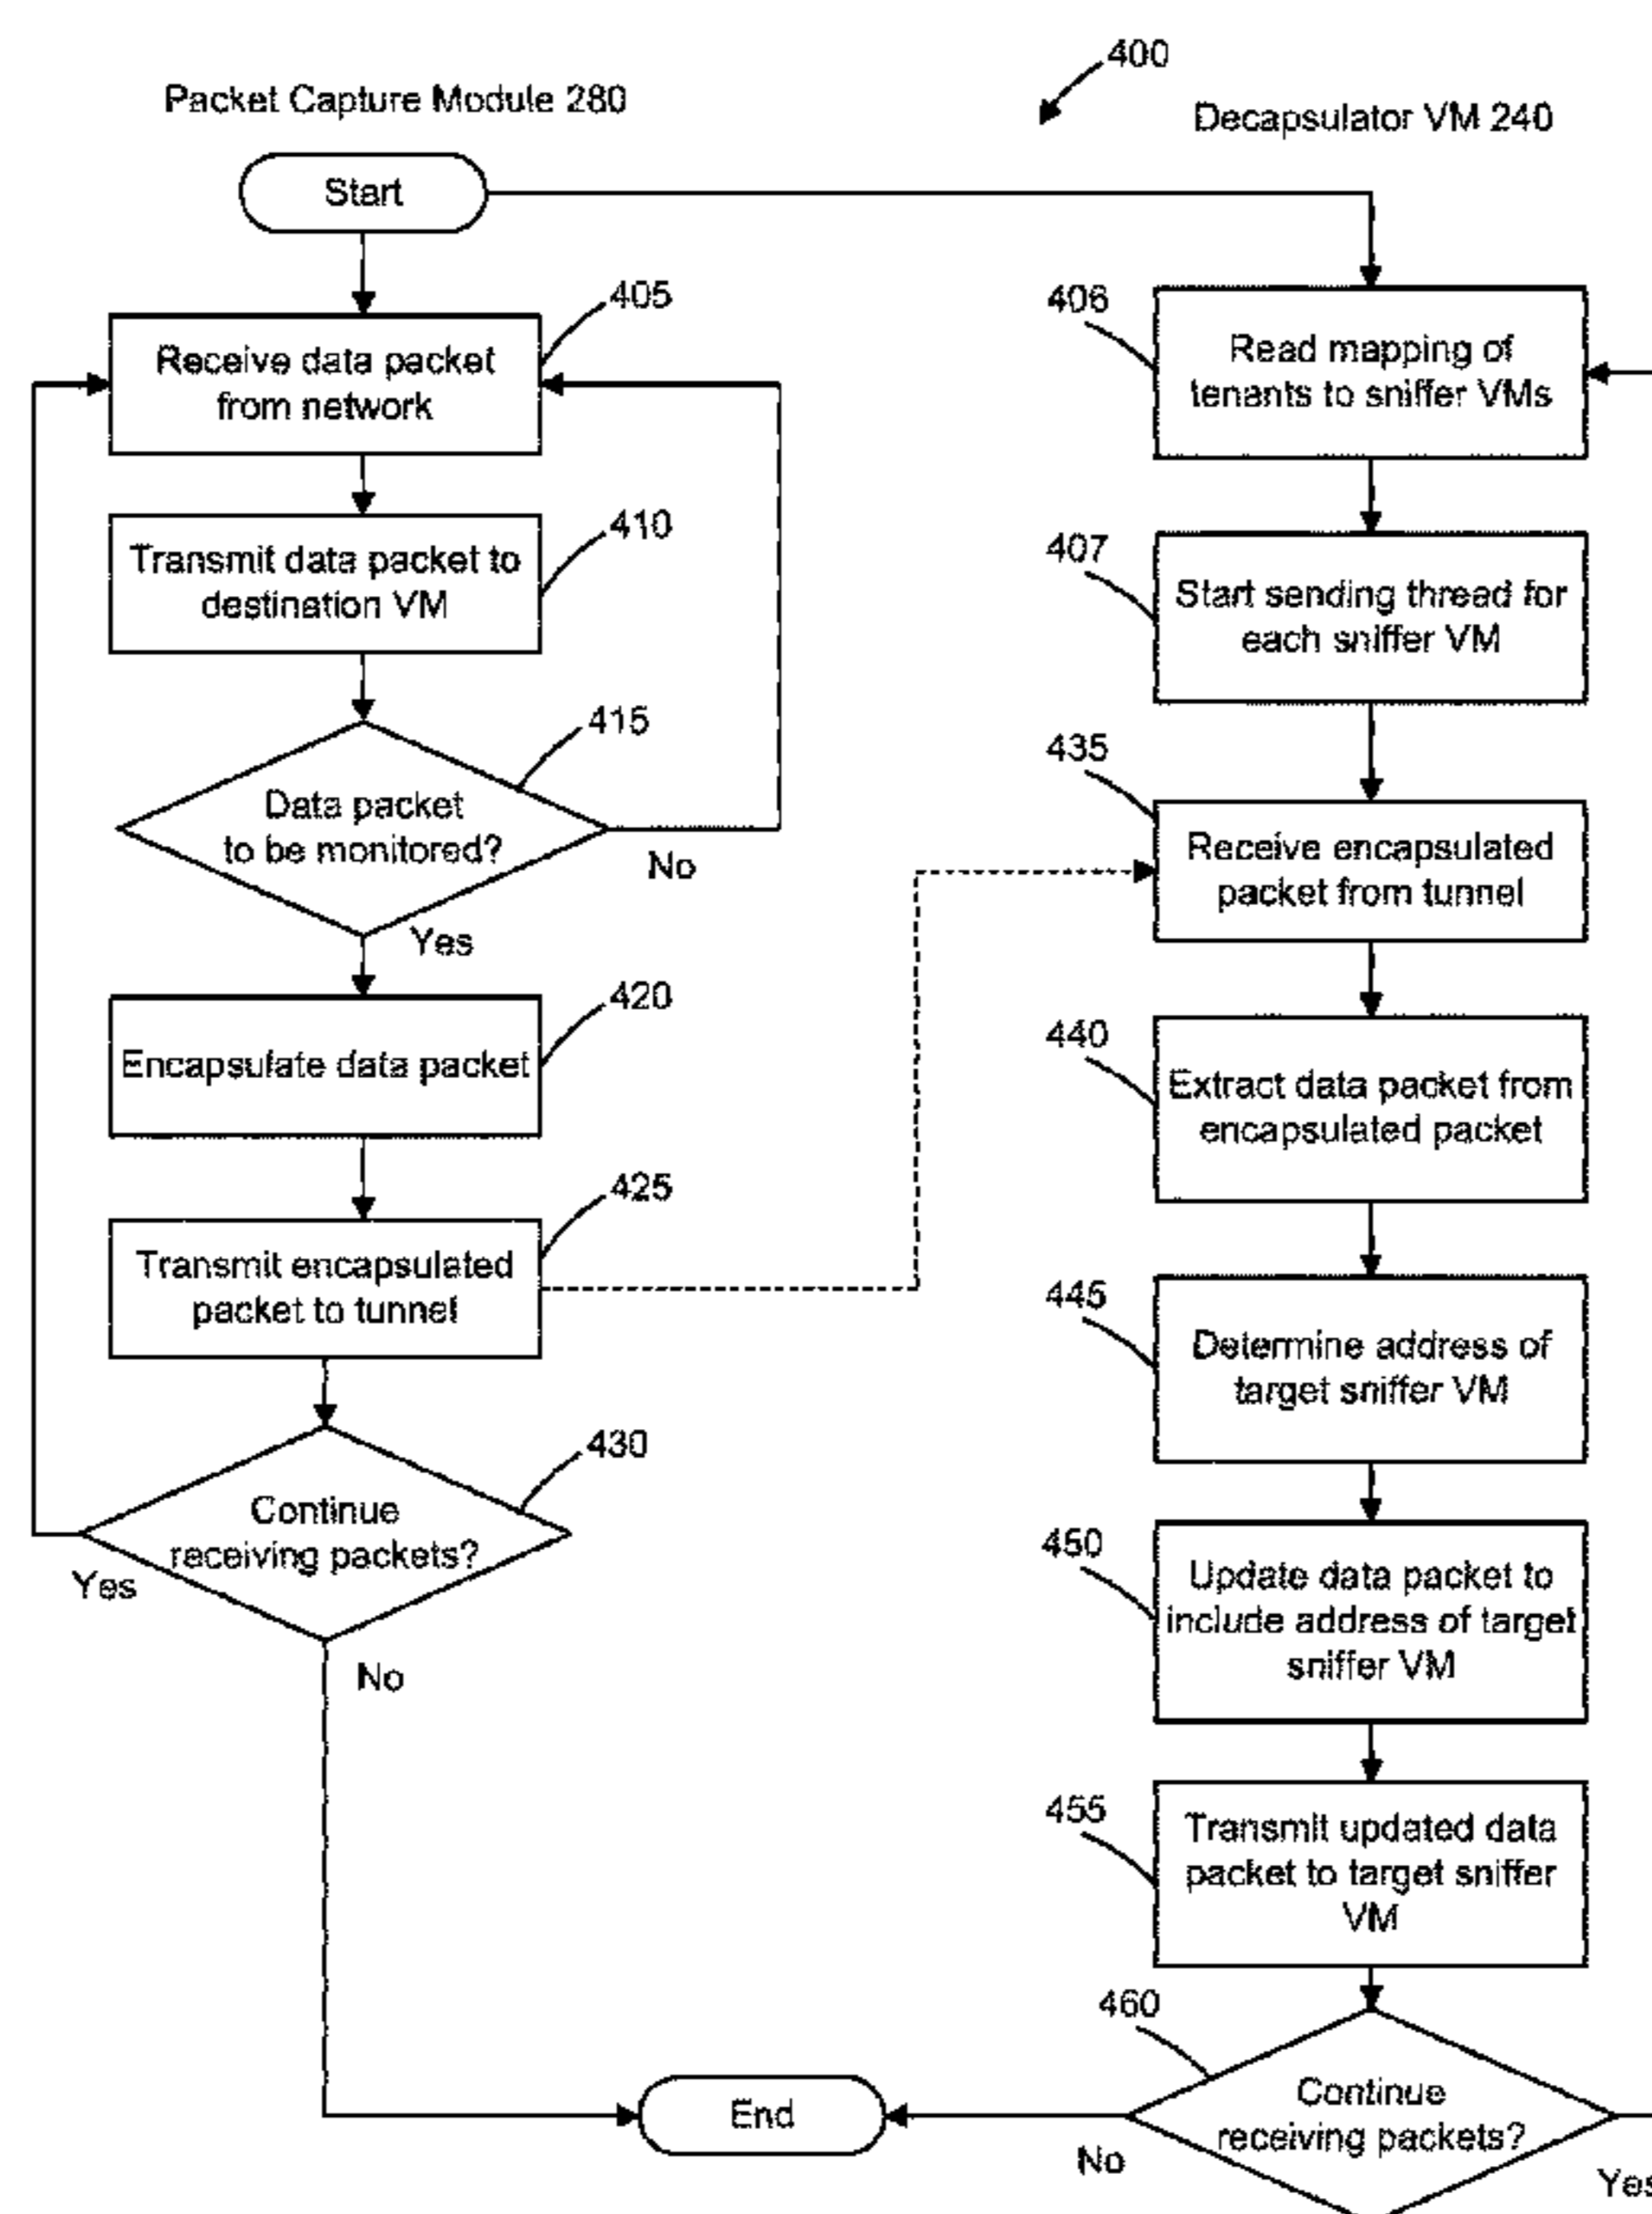 400
Packet Capture Module 280
Decapsulator VM 240
Start
405
Receive data packet
from network
410
Transmit data packet to
destination VM
415
Data packet
to be monitored?
No
Yes
420
Encapsulate data packet
425
Transmit encapsulated
packet to tunnel
430
Continue
receiving packets?
Yes
No
406
Read mapping of
tenants to sniffer VMs
407
Start sending thread for
each sniffer VM
435
Receive encapsulated
packet from tunnel
440
Extract data packet from
encapsulated packet
445
Determine address of
target sniffer VM
450
Update data packet to
include address of target
sniffer VM
455
Transmit updated data
packet to target sniffer
VM
460
Continue
receiving packets?
No
Yes
End